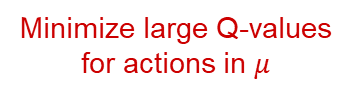 Minimize large Q-values
for actions in μ